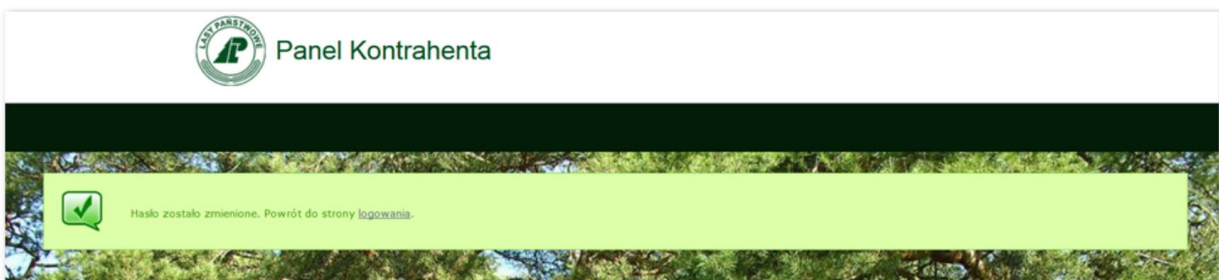 LASY PAŃSTWOWE
Panel Kontrahenta
Hasło zostało zmienione. Powrót do strony logowania.